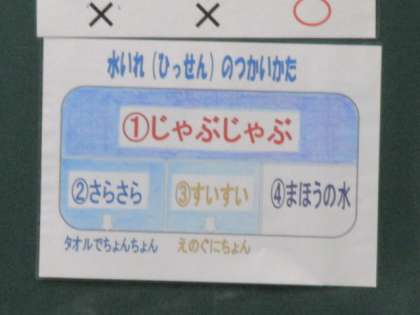 × × ○
水いれ（ひっせん）のつかいかた
①じゃぶじゃぶ
②さらさら ③すいすい ④まほうの水
タオルでちょんちょん えのぐにちょん